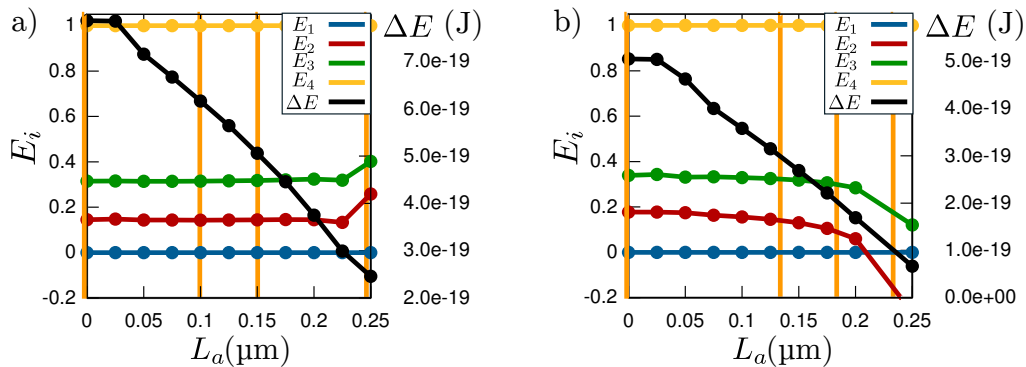 a)
E_1
E_2
E_3
E_4
ΔE
ΔE (J)
1
0.8
0.6
0.4
0.2
0
-0.2
E_i
7.0e-19
6.0e-19
5.0e-19
4.0e-19
3.0e-19
2.0e-19
0 0.05 0.1 0.15 0.2 0.25
L_a(μm)
b)
E_1
E_2
E_3
E_4
ΔE
ΔE (J)
1
0.8
0.6
0.4
0.2
0
-0.2
E_i
5.0e-19
4.0e-19
3.0e-19
2.0e-19
1.0e-19
0.0e+00
0 0.05 0.1 0.15 0.2 0.25
L_a(μm)